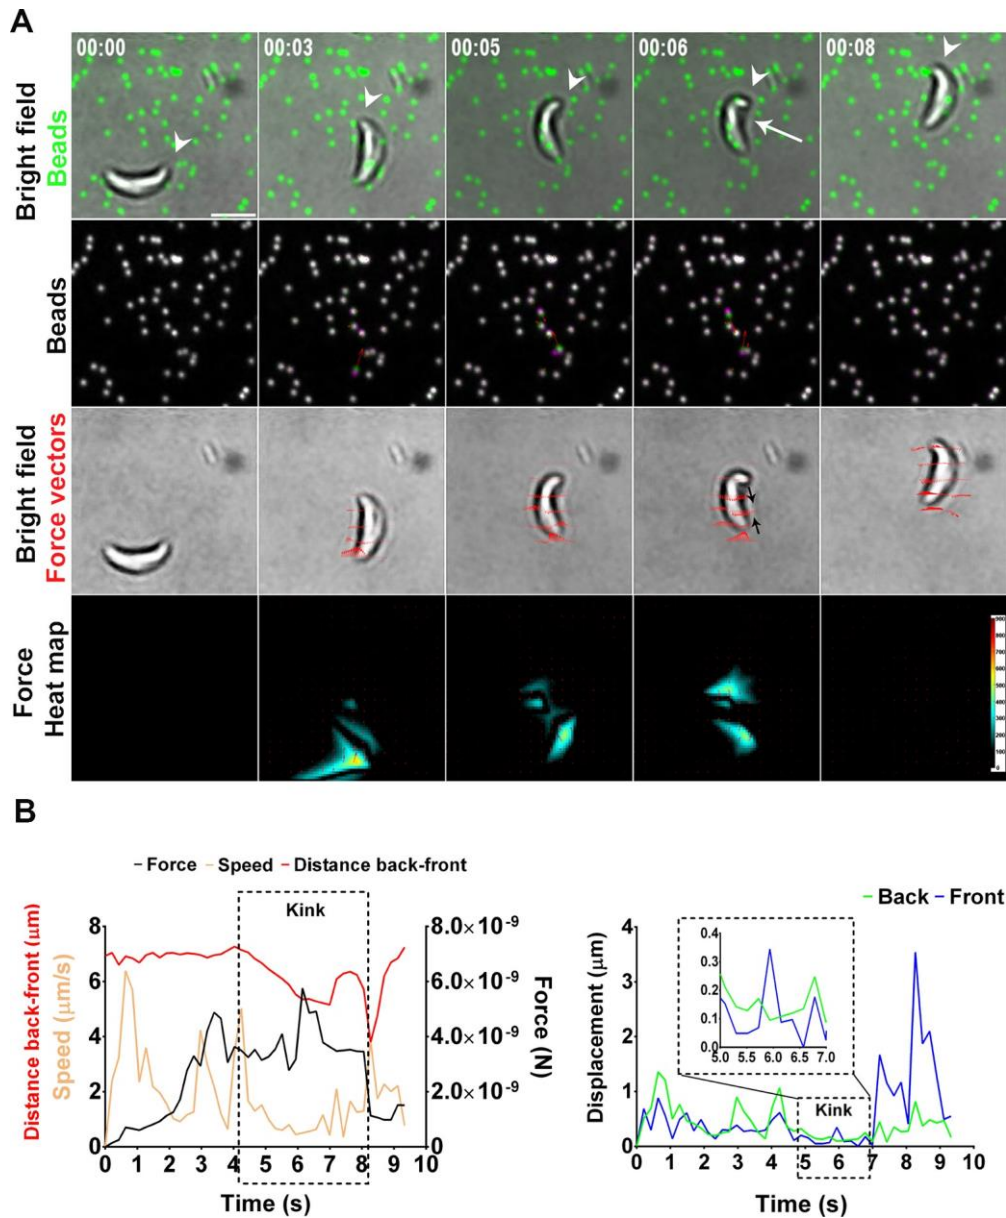 A
00:00
00:03
00:05
00:06
00:08
Bright field
Beads
Beads
Bright field
Force vectors
Force
Heat map
B
Force Speed Distance back-front
Kink
Distance back-front (μm)
Speed (μm/s)
Force (N)
8
6
4
2
0
8.0×10⁻⁹
6.0×10⁻⁹
4.0×10⁻⁹
2.0×10⁻⁹
0
0 1 2 3 4 5 6 7 8 9 10
Time (s)
Back Front
Displacement (μm)
4
3
2
1
0
0.4
0.3
0.2
0.1
0.0
5.0 5.5 6.0 6.5 7.0
Kink
0 1 2 3 4 5 6 7 8 9 10
Time (s)